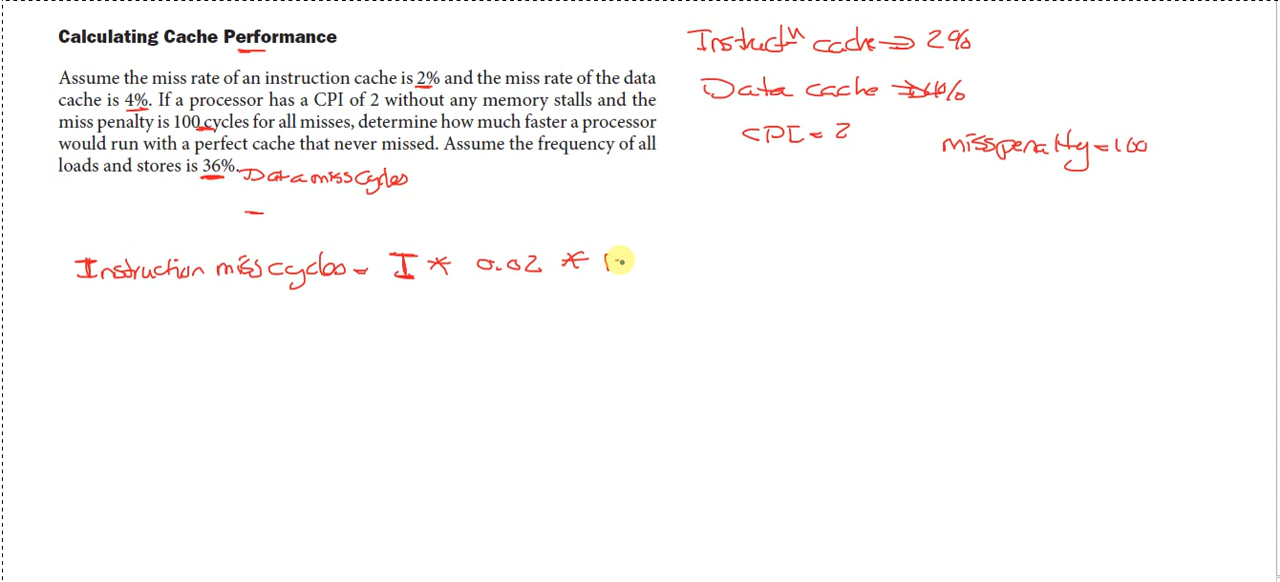 Calculating Cache Performance
Assume the miss rate of an instruction cache is 2% and the miss rate of the data
cache is 4%. If a processor has a CPI of 2 without any memory stalls and the
miss penalty is 100 cycles for all misses, determine how much faster a processor
would run with a perfect cache that never missed. Assume the frequency of all
loads and stores is 36%.
Data miss cycles
Instruction miss cycles = I * 0.02 * 1
Instructn cache => 2%
Data cache => 4%
CPI = 2
miss penalty = 100